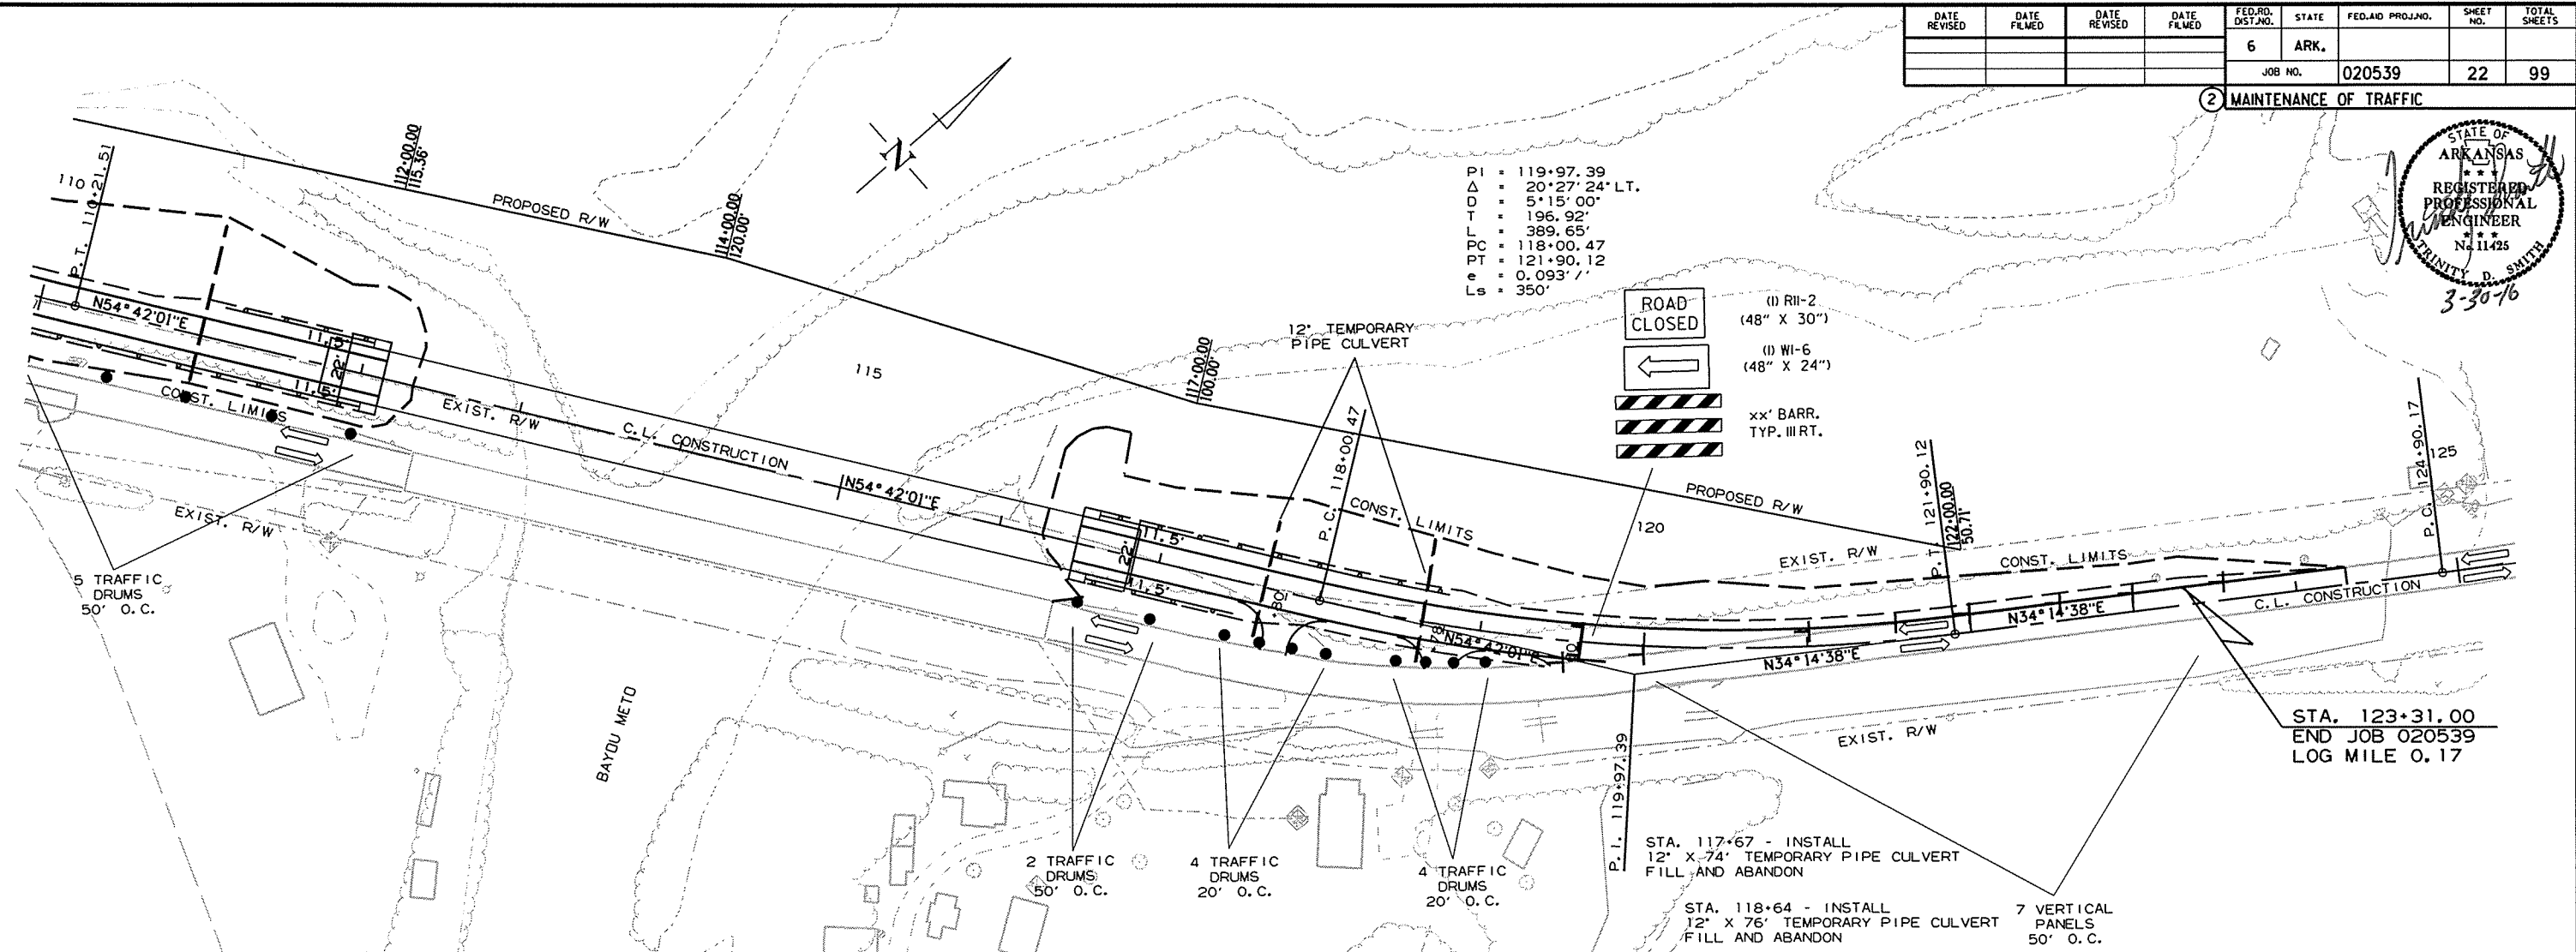 DATE REVISED
DATE FILMED
DATE REVISED
DATE FILMED
FED.RD. DIST.NO.
STATE
FED.AID PROJ.NO.
SHEET NO.
TOTAL SHEETS
6
ARK.
JOB NO.
020539
22
99
2 MAINTENANCE OF TRAFFIC
STATE OF
ARKANSAS
★ ★ ★
REGISTERED
PROFESSIONAL
ENGINEER
★ ★ ★
No. 11425
TRINITY D. SMITH
3-30-16
N
PI = 119+97.39
Δ = 20°27'24" LT.
D = 5°15'00"
T = 196.92'
L = 389.65'
PC = 118+00.47
PT = 121+90.12
e = 0.093'/'
Ls = 350'
110
P.T. 110+21.51
112+00.00
115.36'
PROPOSED R/W
114+00.00
120.00'
N54°42'01"E
11.5'
22'
11.5'
CONST. LIMITS
EXIST. R/W
C.L. CONSTRUCTION
N54°42'01"E
115
117+00.00
100.00'
12" TEMPORARY
PIPE CULVERT
ROAD
CLOSED
(1) R11-2
(48" X 30")
(1) W1-6
(48" X 24")
xx' BARR.
TYP. III RT.
P.C. 118+00.47
CONST. LIMITS
PROPOSED R/W
120
P.T. 121+90.12
122+00.00
50.71'
EXIST. R/W
CONST. LIMITS
P.C. 124+90.17
125
11.5'
22'
11.5'
N54°42'01"E
N34°14'38"E
N34°14'38"E
C.L. CONSTRUCTION
EXIST. R/W
EXIST. R/W
5 TRAFFIC
DRUMS
50' O.C.
BAYOU METO
2 TRAFFIC
DRUMS
50' O.C.
4 TRAFFIC
DRUMS
20' O.C.
4 TRAFFIC
DRUMS
20' O.C.
P.I. 119+97.39
STA. 117+67 - INSTALL
12" X 74' TEMPORARY PIPE CULVERT
FILL AND ABANDON
STA. 118+64 - INSTALL
12" X 76' TEMPORARY PIPE CULVERT
FILL AND ABANDON
7 VERTICAL
PANELS
50' O.C.
STA. 123+31.00
END JOB 020539
LOG MILE 0.17